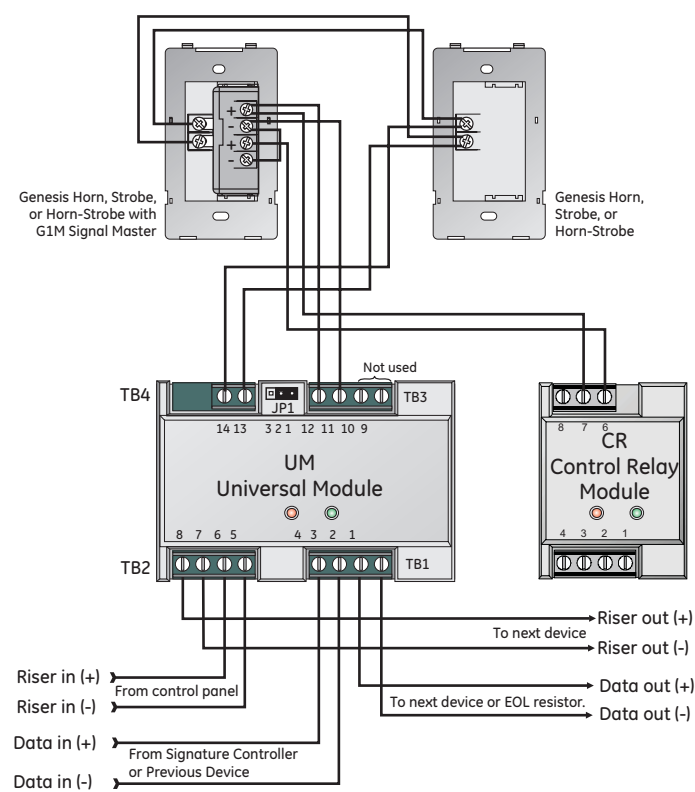 +
-
+
-
Genesis Horn, Strobe,
or Horn-Strobe with
G1M Signal Master
Genesis Horn,
Strobe, or
Horn-Strobe
Not used
TB4
JP1
TB3
14 13 3 2 1 12 11 10 9
UM
Universal Module
8 7 6 5 4 3 2 1
TB2
TB1
8 7 6
CR
Control Relay
Module
4 3 2 1
Riser out (+)
To next device
Riser out (-)
Riser in (+)
From control panel
Riser in (-)
Data out (+)
To next device or EOL resistor.
Data out (-)
Data in (+)
From Signature Controller
or Previous Device
Data in (-)